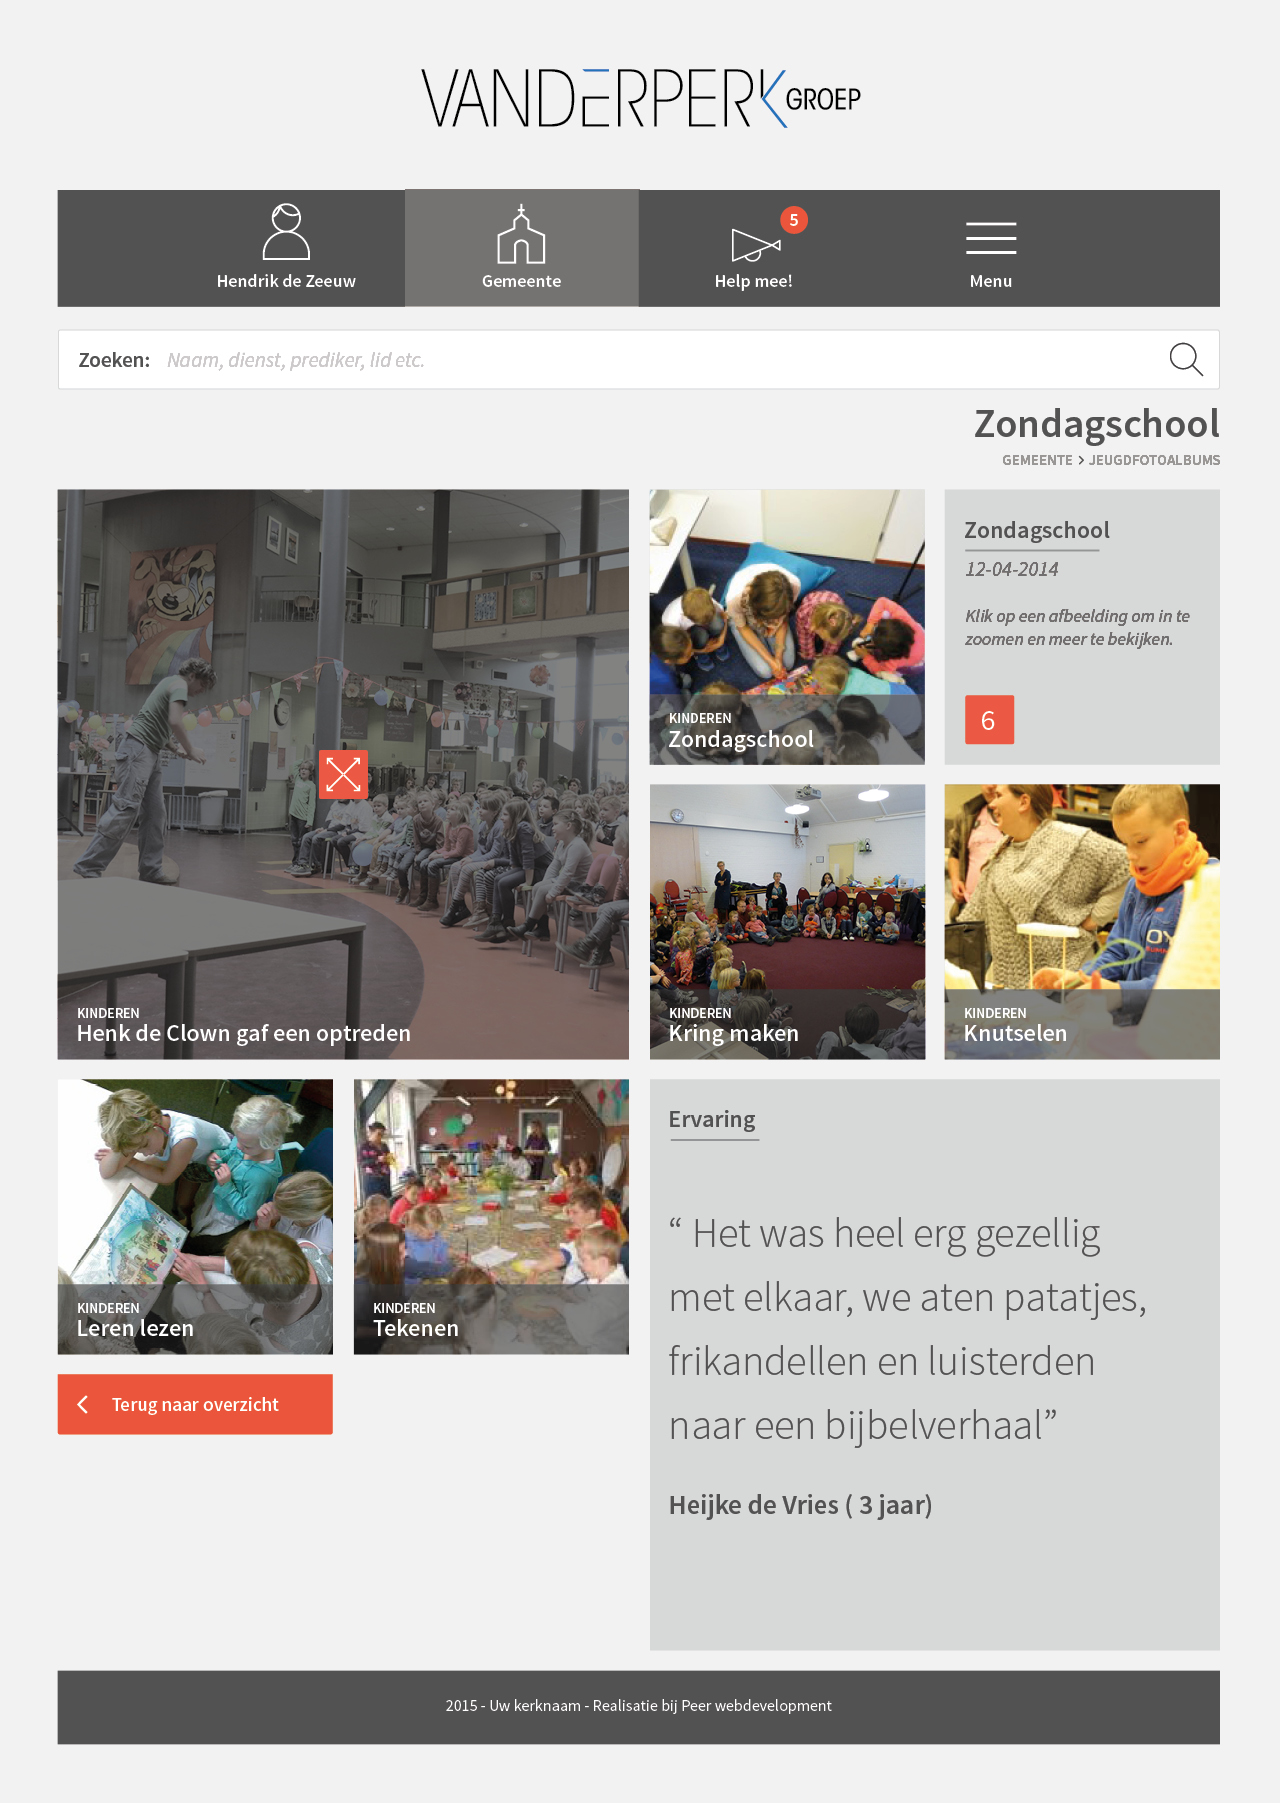 VANDERPERK GROEP
Hendrik de Zeeuw
Gemeente
5
Help mee!
Menu
Zoeken: Naam, dienst, prediker, lid etc.
Zondagschool
GEMEENTE > JEUGDFOTOALBUMS
KINDEREN
Henk de Clown gaf een optreden
KINDEREN
Zondagschool
Zondagschool
12-04-2014
Klik op een afbeelding om in te
zoomen en meer te bekijken.
6
KINDEREN
Kring maken
KINDEREN
Knutselen
KINDEREN
Leren lezen
KINDEREN
Tekenen
Terug naar overzicht
Ervaring
“ Het was heel erg gezellig
met elkaar, we aten patatjes,
frikandellen en luisterden
naar een bijbelverhaal”
Heijke de Vries ( 3 jaar)
2015 - Uw kerknaam - Realisatie bij Peer webdevelopment